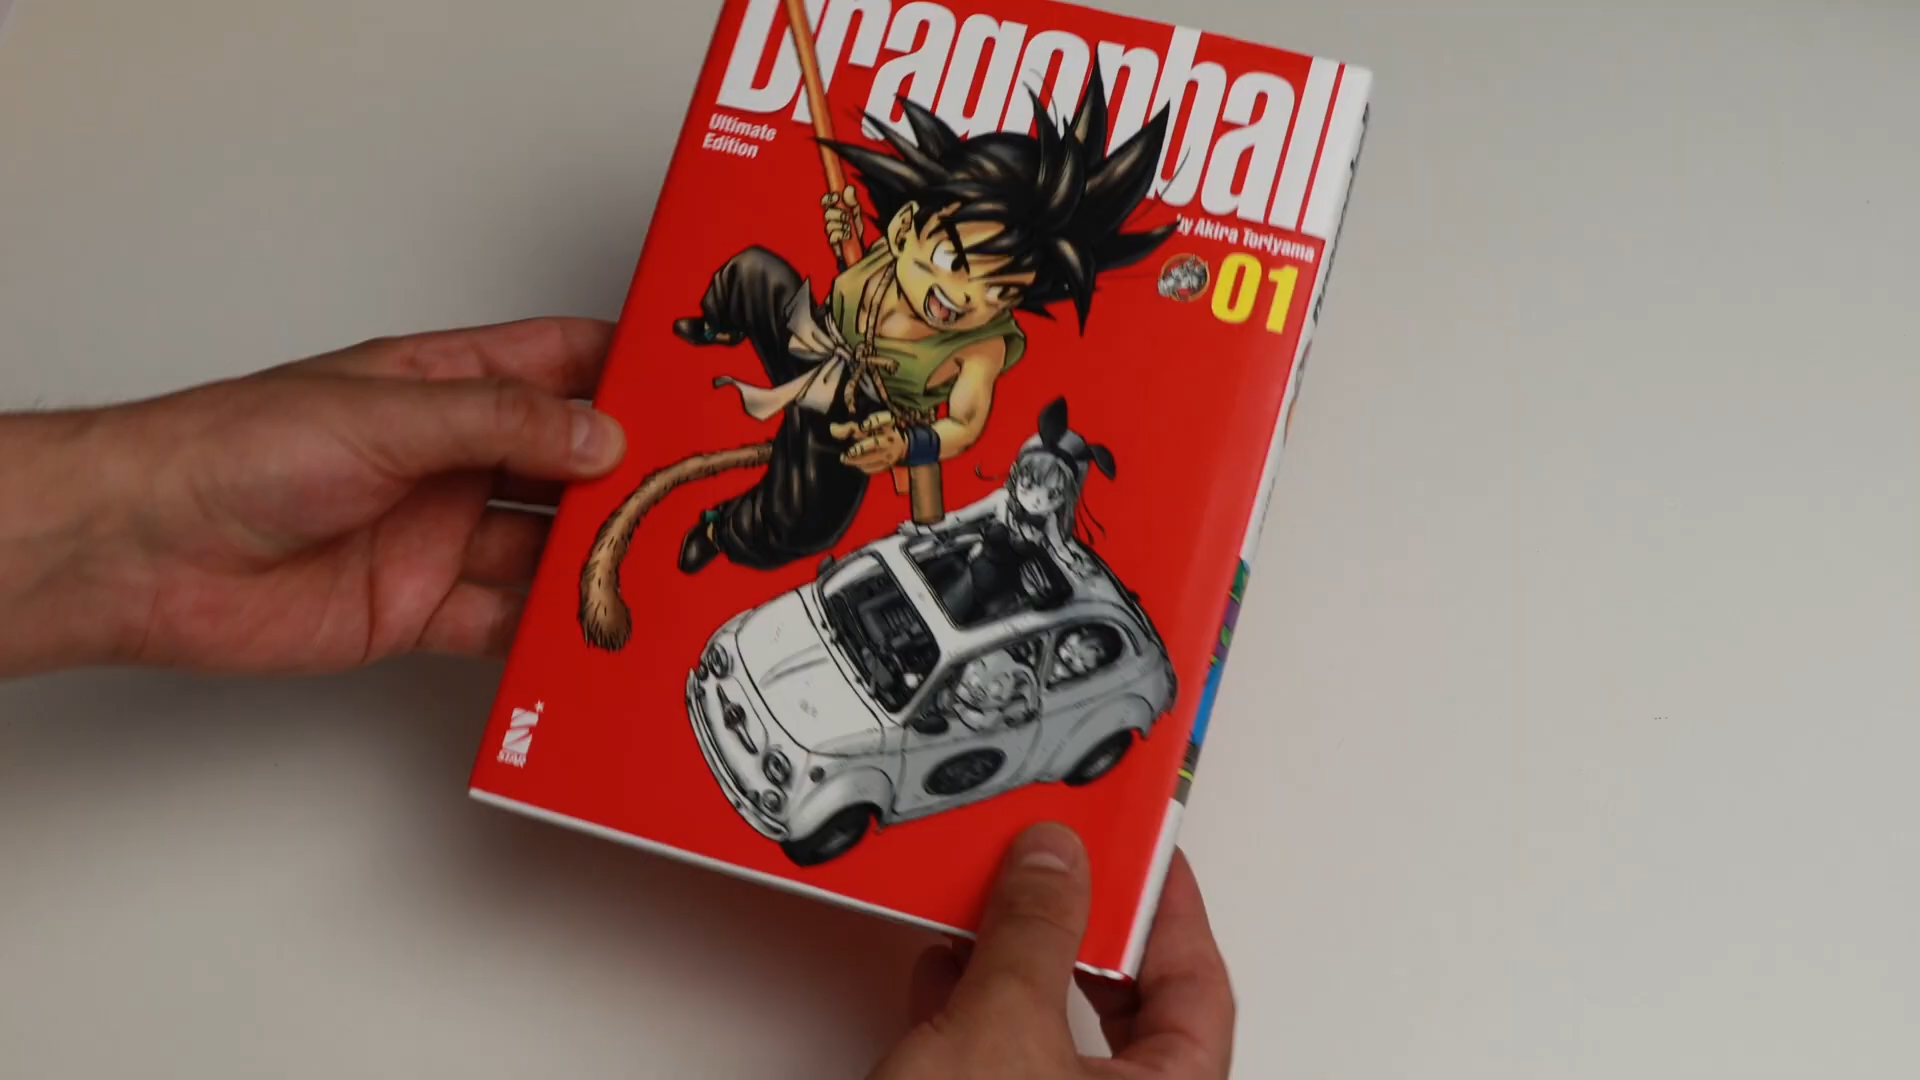 Dragonball
Ultimate
Edition
by Akira Toriyama
01
STAR